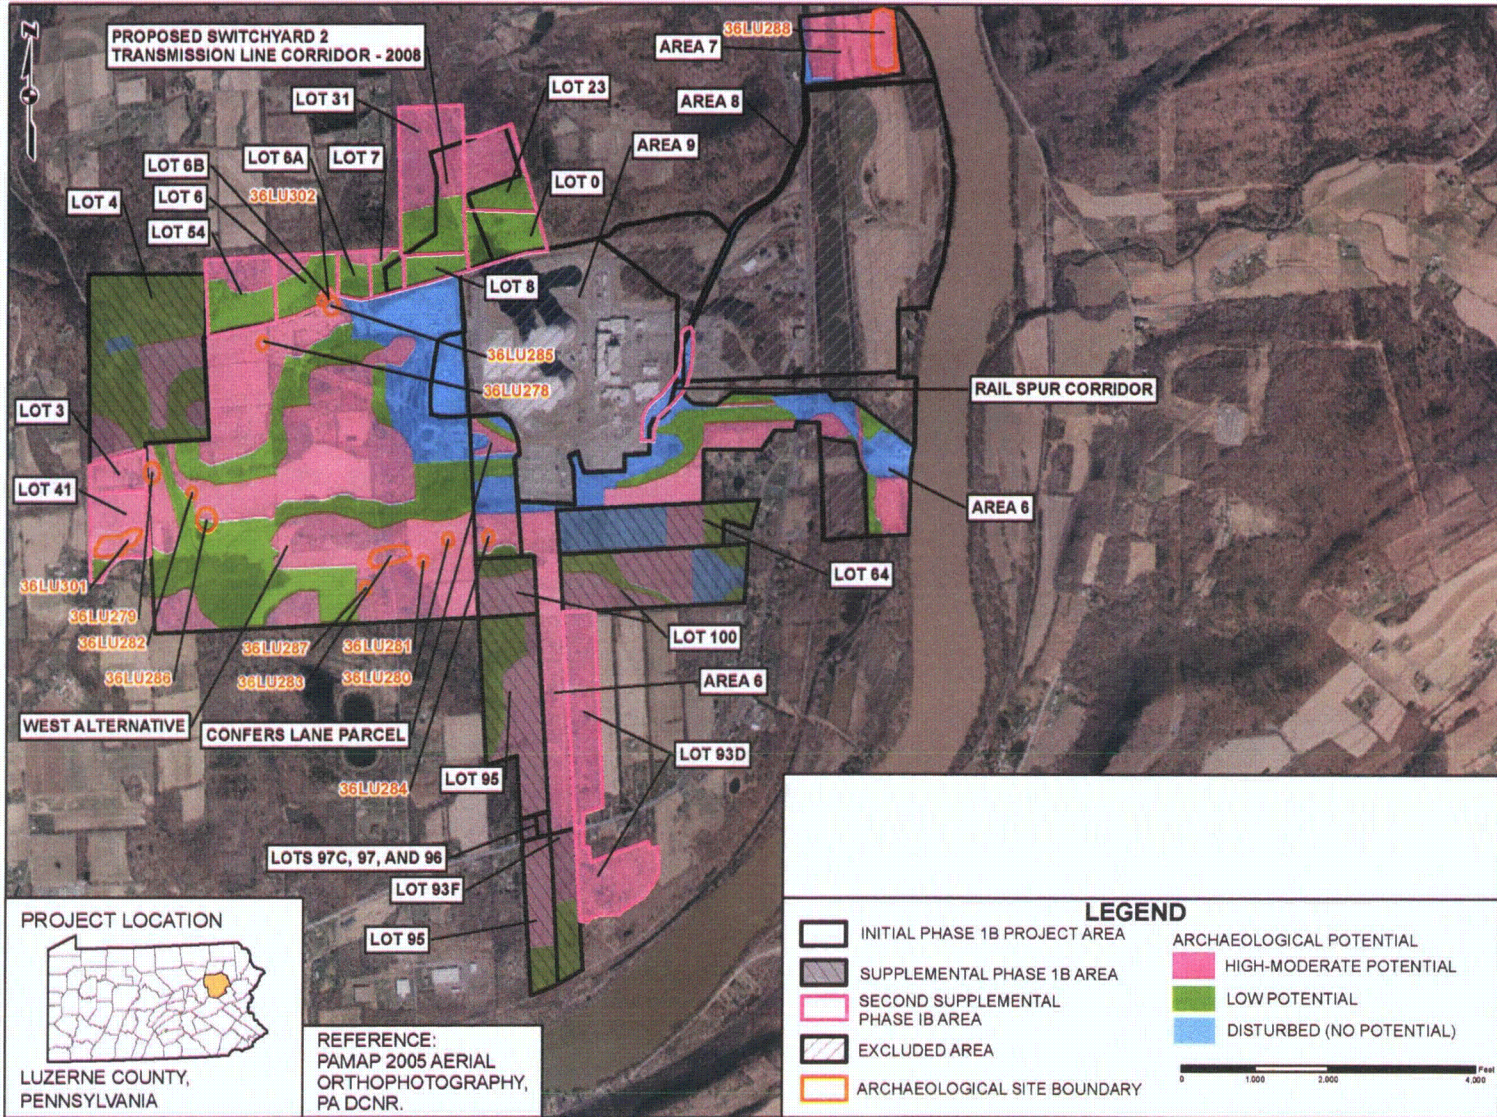 PROPOSED SWITCHYARD 2
TRANSMISSION LINE CORRIDOR - 2008
36LU288
AREA 7
N
LOT 31
LOT 23
AREA 8
LOT 6B
LOT 6A
LOT 7
AREA 9
LOT 4
LOT 6
36LU302
LOT 0
LOT 54
LOT 8
36LU285
36LU278
RAIL SPUR CORRIDOR
LOT 3
LOT 41
AREA 6
LOT 64
36LU301
36LU279
36LU282
36LU286
36LU287
36LU281
36LU283
36LU280
LOT 100
AREA 6
WEST ALTERNATIVE
CONFERS LANE PARCEL
LOT 93D
36LU284
LOT 95
LOTS 97C, 97, AND 96
LOT 93F
LOT 95
PROJECT LOCATION
LUZERNE COUNTY,
PENNSYLVANIA
REFERENCE:
PAMAP 2005 AERIAL
ORTHOPHOTOGRAPHY,
PA DCNR.
LEGEND
INITIAL PHASE 1B PROJECT AREA
SUPPLEMENTAL PHASE 1B AREA
SECOND SUPPLEMENTAL
PHASE IB AREA
EXCLUDED AREA
ARCHAEOLOGICAL SITE BOUNDARY
ARCHAEOLOGICAL POTENTIAL
HIGH-MODERATE POTENTIAL
LOW POTENTIAL
DISTURBED (NO POTENTIAL)
Feet
0 1,000 2,000 4,000